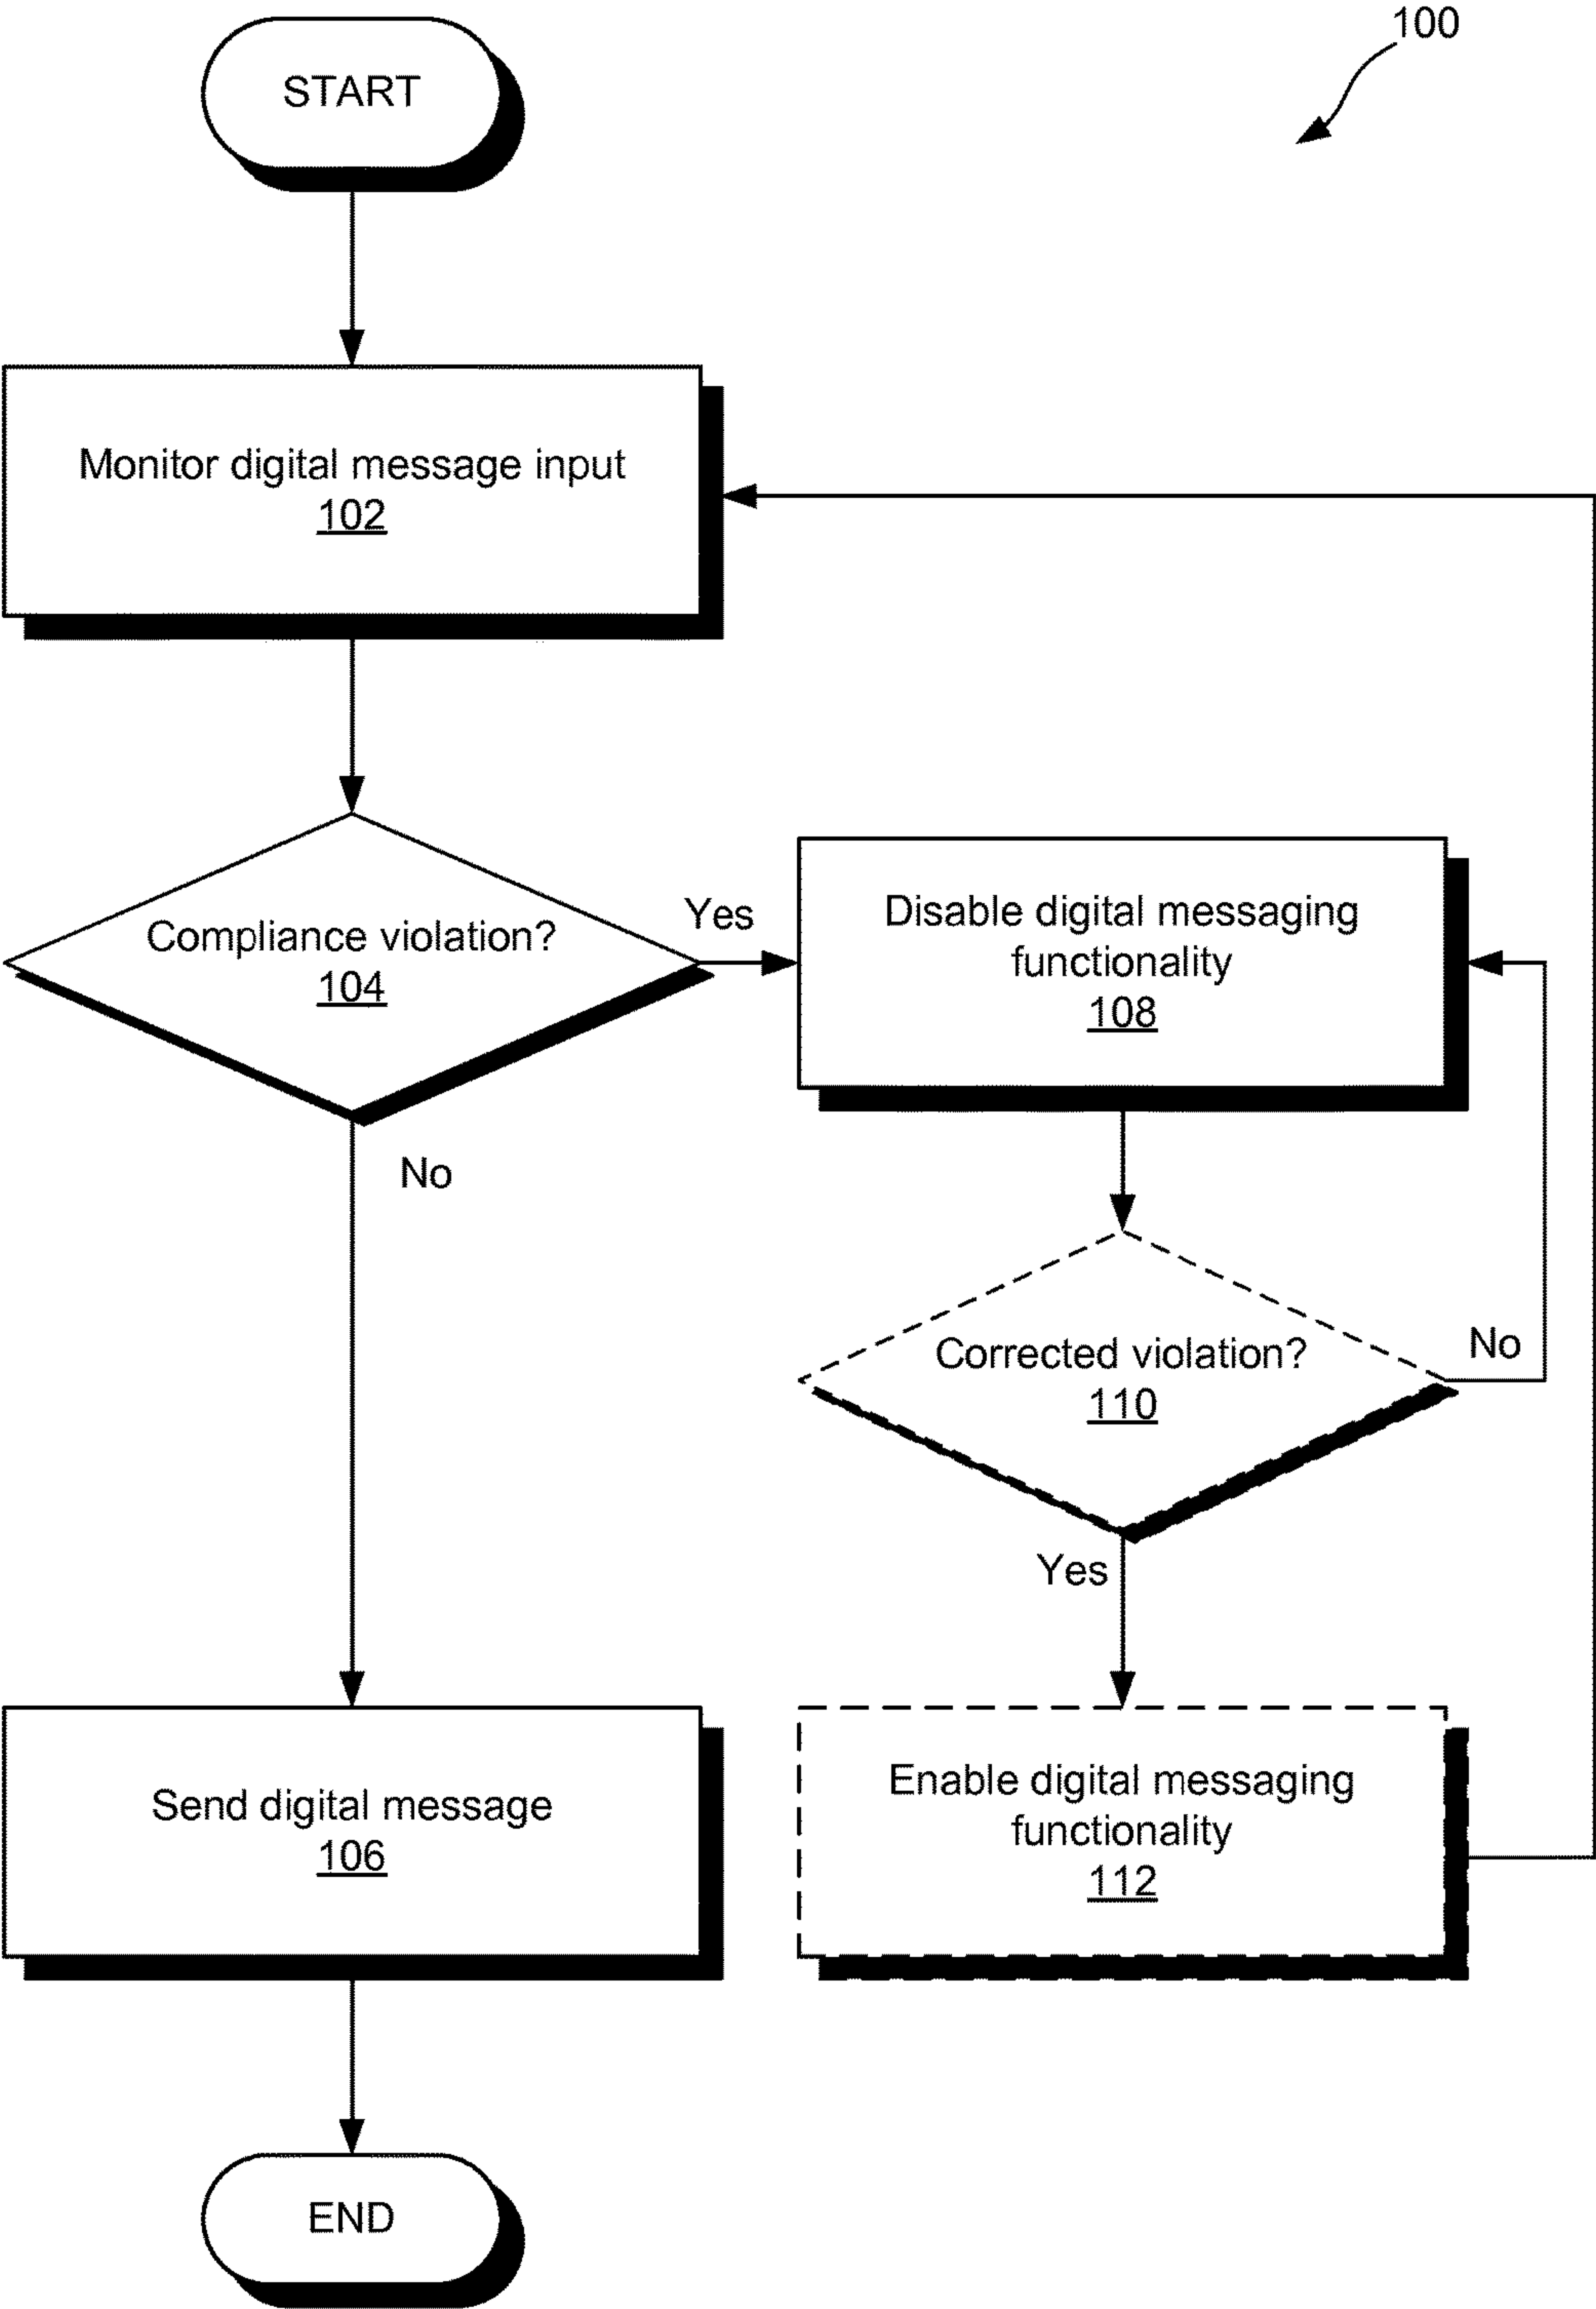 100
START
Monitor digital message input
102
Compliance violation?
104
Yes
No
Disable digital messaging
functionality
108
Corrected violation?
110
No
Yes
Send digital message
106
Enable digital messaging
functionality
112
END